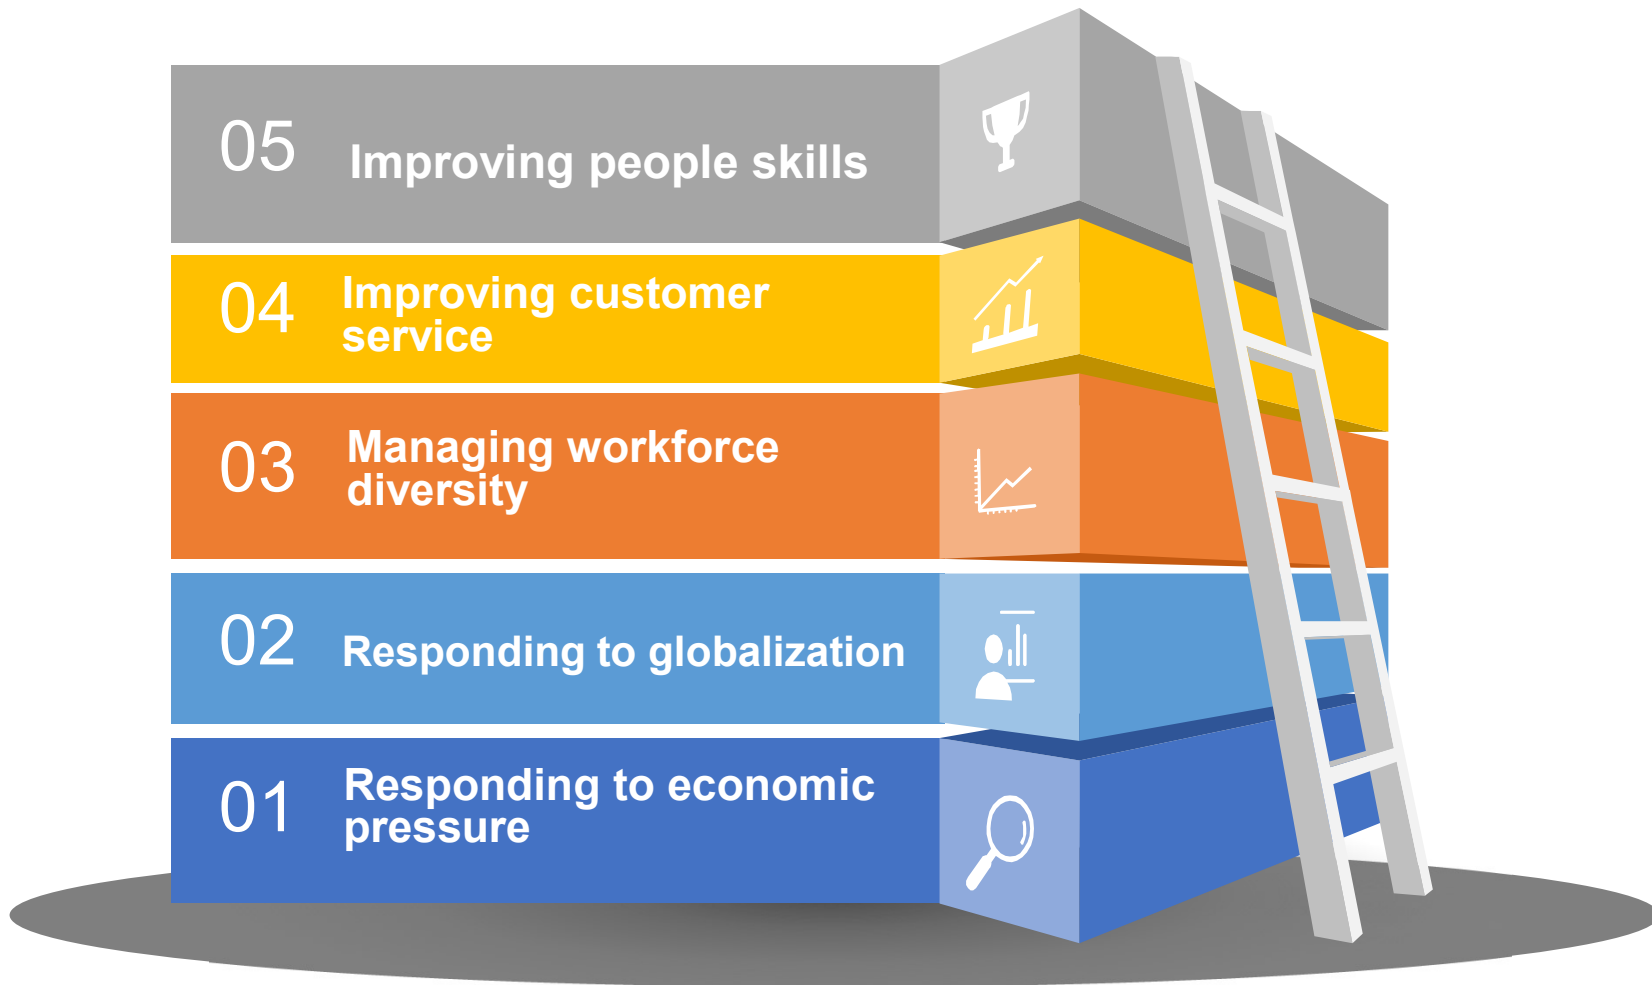 05 Improving people skills
04 Improving customer
service
03 Managing workforce
diversity
02 Responding to globalization
01 Responding to economic
pressure